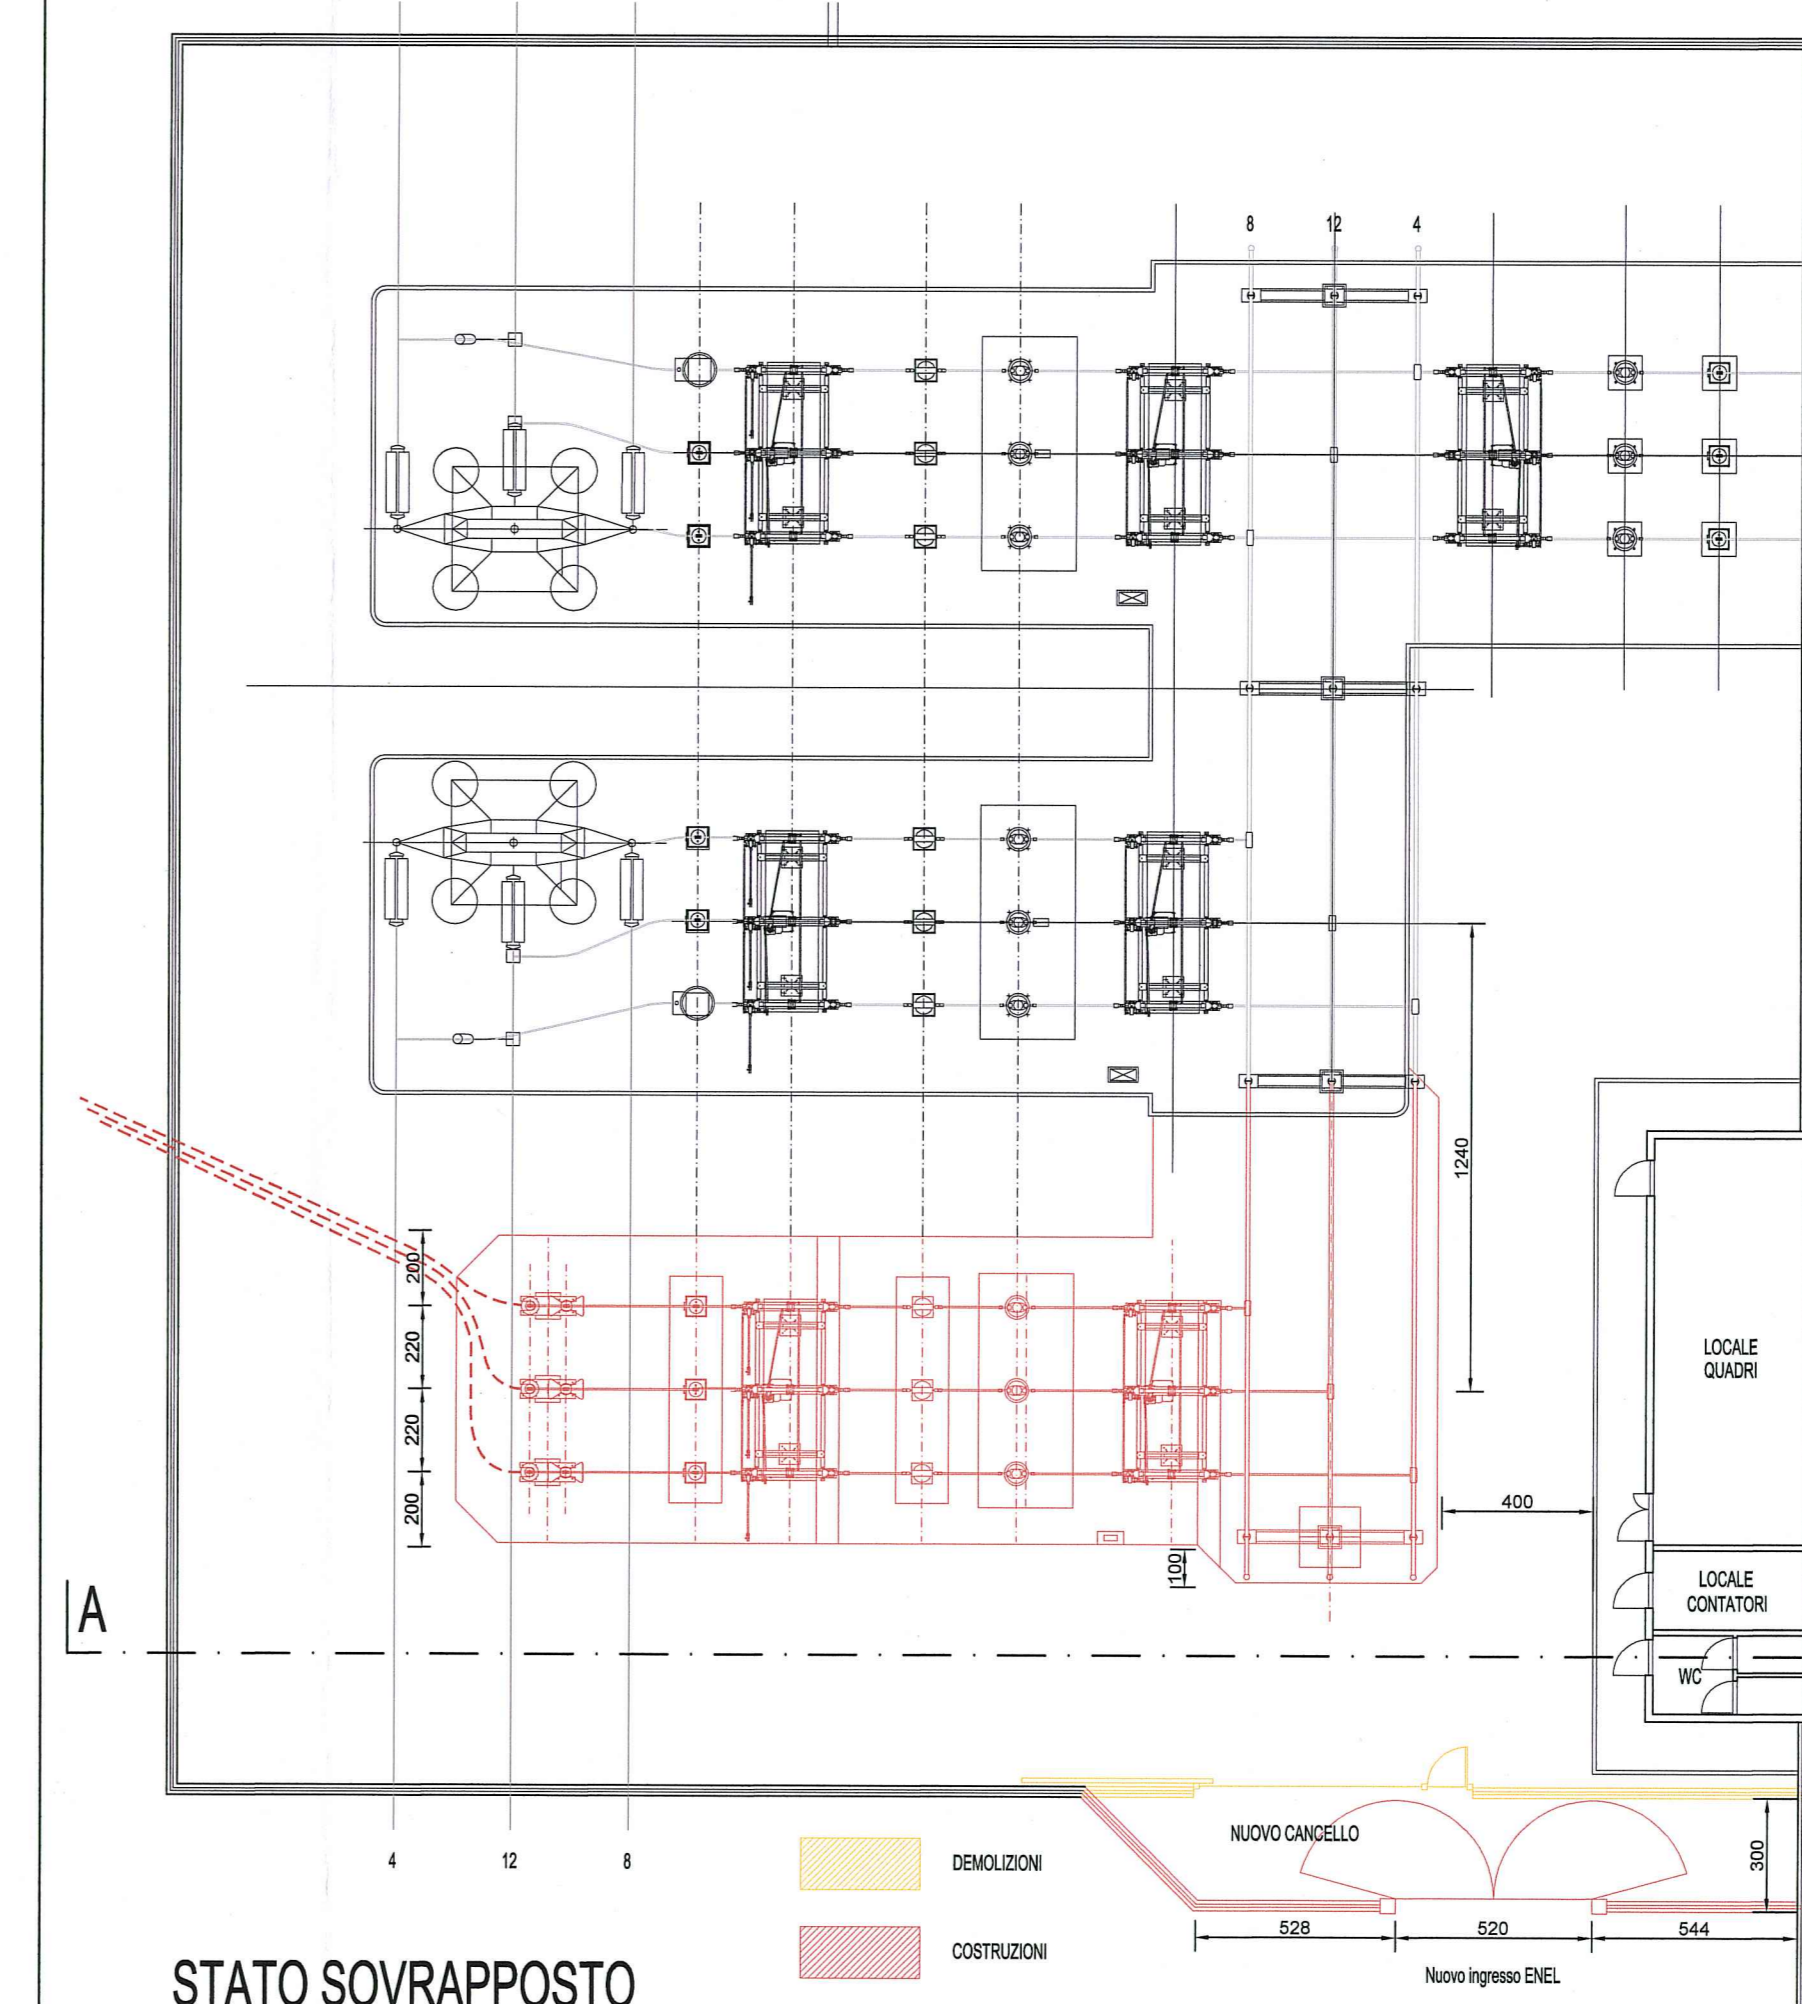 8
12
4
1240
200
220
220
200
400
100
LOCALE
QUADRI
LOCALE
CONTATORI
WC
A
NUOVO CANCELLO
300
4
12
8
DEMOLIZIONI
528
520
544
COSTRUZIONI
Nuovo ingresso ENEL
STATO SOVRAPPOSTO